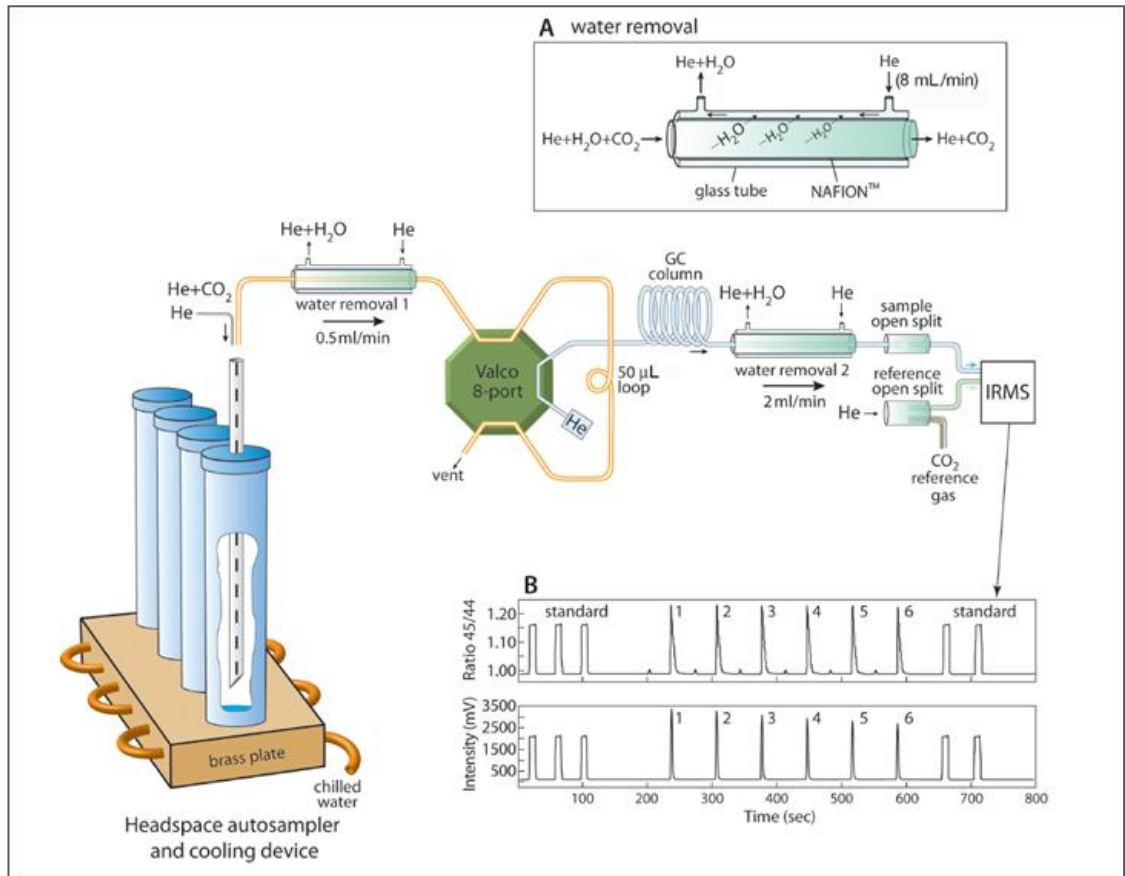 A water removal
He+H₂O
He
(8 mL/min)
He+H₂O+CO₂
–H₂O
–H₂O
–H₂O
He+CO₂
glass tube
NAFION™
He+H₂O
He
He+CO₂
He
water removal 1
0.5ml/min
GC
column
He+H₂O
He
sample
open split
Valco
8-port
50 µL
loop
water removal 2
2ml/min
reference
open split
IRMS
He
He
vent
CO₂
reference
gas
brass plate
chilled
water
Headspace autosampler
and cooling device
B
Ratio 45/44
1.20
1.10
1.00
standard
1
2
3
4
5
6
standard
Intensity (mV)
3500
2500
1500
500
1
2
3
4
5
6
100
200
300
400
500
600
700
800
Time (sec)